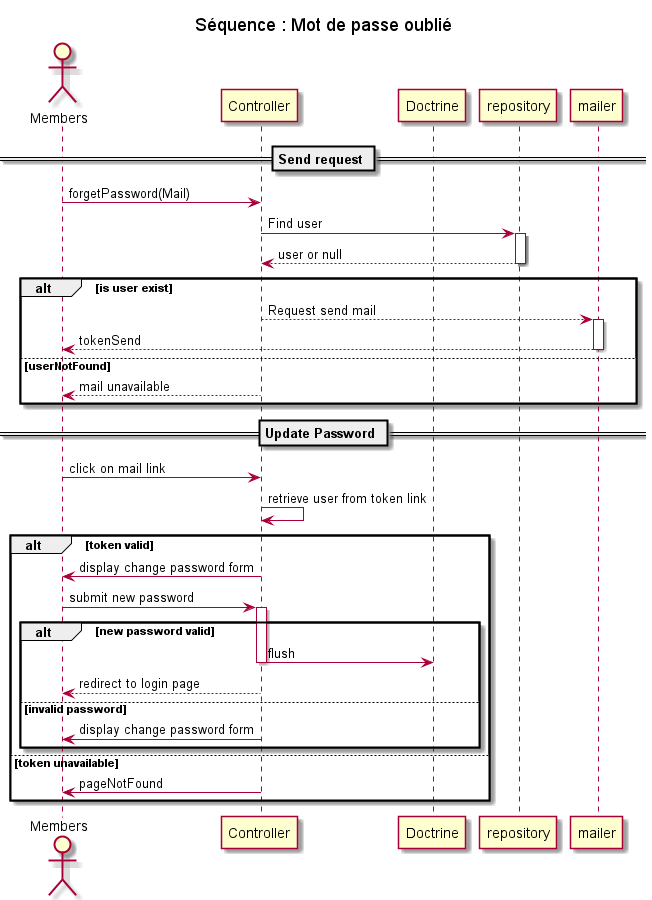 Séquence : Mot de passe oublié
Members
Controller
Doctrine
repository
mailer
Send request
forgetPassword(Mail)
Find user
user or null
alt [is user exist]
Request send mail
tokenSend
[userNotFound]
mail unavailable
Update Password
click on mail link
retrieve user from token link
alt [token valid]
display change password form
submit new password
alt [new password valid]
flush
redirect to login page
[invalid password]
display change password form
[token unavailable]
pageNotFound
Members
Controller
Doctrine
repository
mailer